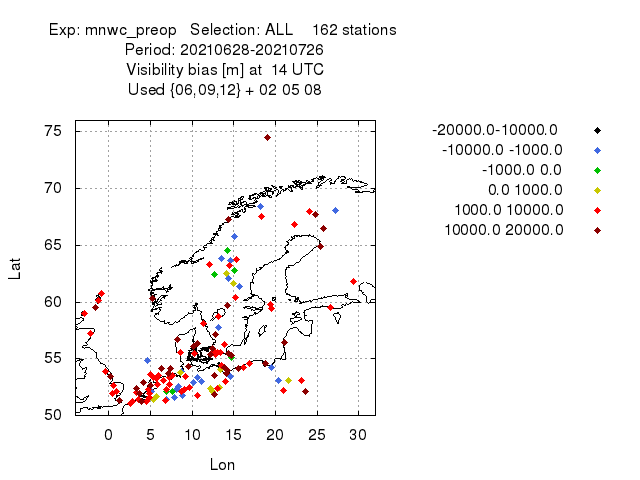 Exp: mnwc_preop Selection: ALL 162 stations
Period: 20210628-20210726
Visibility bias [m] at 14 UTC
Used {06,09,12} + 02 05 08
-20000.0-10000.0
-10000.0 -1000.0
-1000.0 0.0
0.0 1000.0
1000.0 10000.0
10000.0 20000.0
75
70
65
60
55
50
Lat
0 5 10 15 20 25 30
Lon